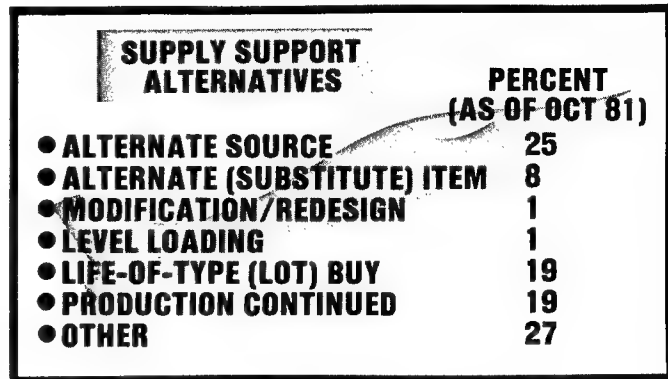 SUPPLY SUPPORT
ALTERNATIVES
PERCENT
(AS OF OCT 81)
● ALTERNATE SOURCE 25
● ALTERNATE (SUBSTITUTE) ITEM 8
● MODIFICATION/REDESIGN 1
● LEVEL LOADING 1
● LIFE-OF-TYPE (LOT) BUY 19
● PRODUCTION CONTINUED 19
● OTHER 27